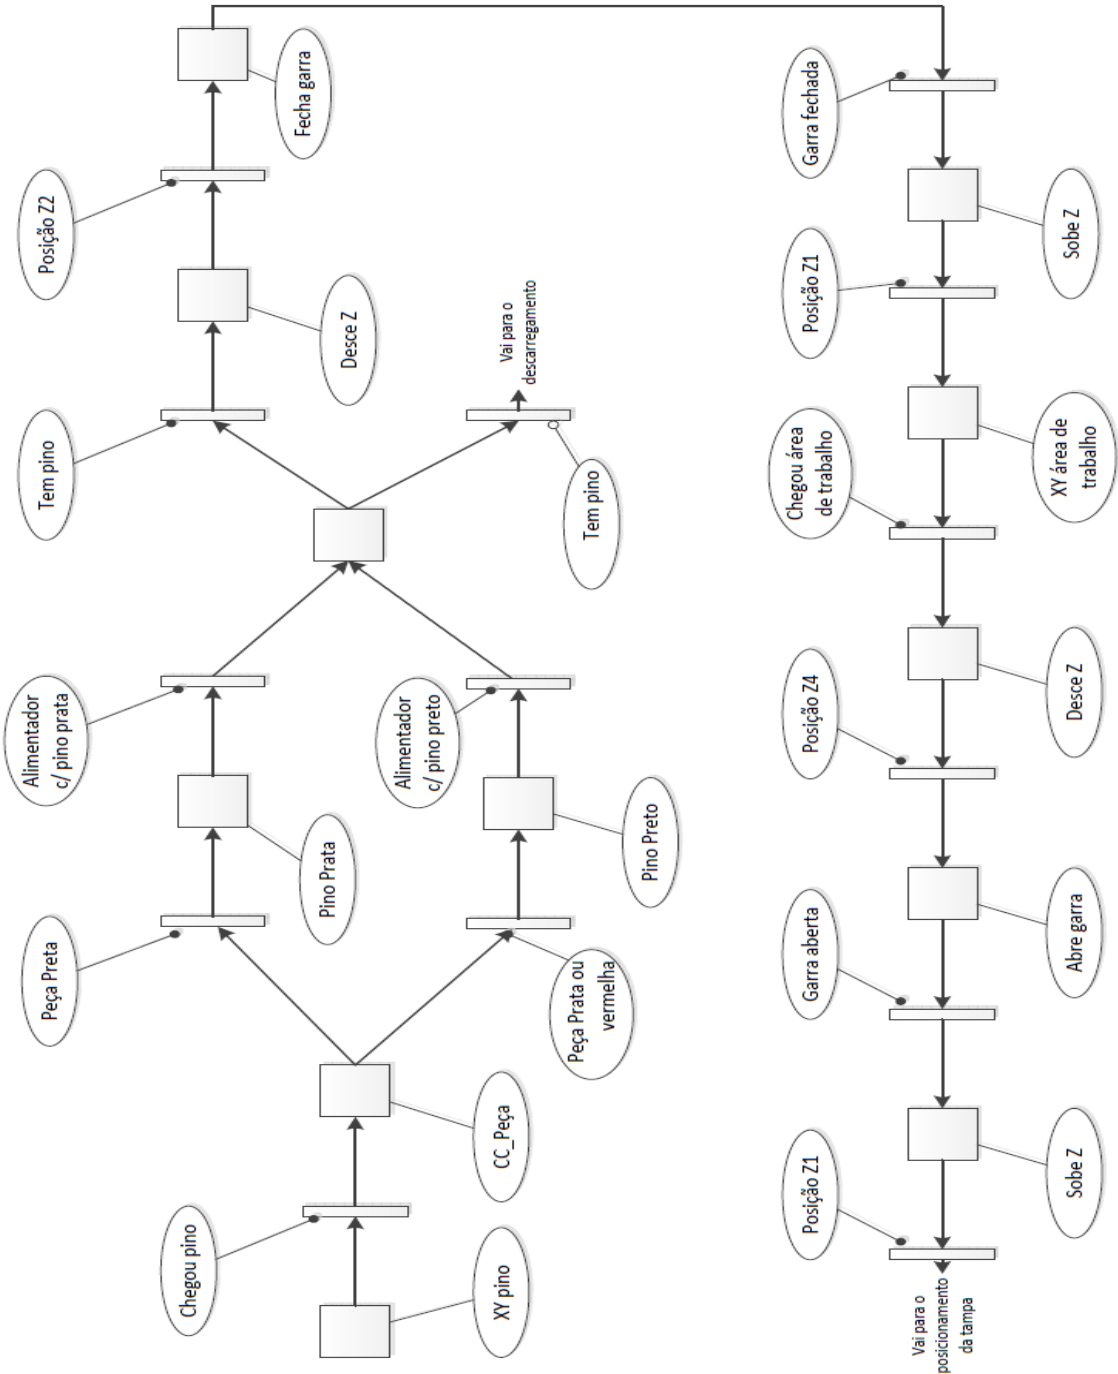 XY pino
Chegou pino
CC_Peça
Peça Preta
Pino Prata
Alimentador
c/ pino prata
Peça Prata ou
vermelha
Pino Preto
Alimentador
c/ pino preto
Tem pino
Tem pino
Vai para o
descarregamento
Desce Z
Posição Z2
Fecha garra
Garra fechada
Sobe Z
Posição Z1
XY área de
trabalho
Chegou área
de trabalho
Desce Z
Posição Z4
Abre garra
Garra aberta
Sobe Z
Posição Z1
Vai para o
posicionamento
da tampa